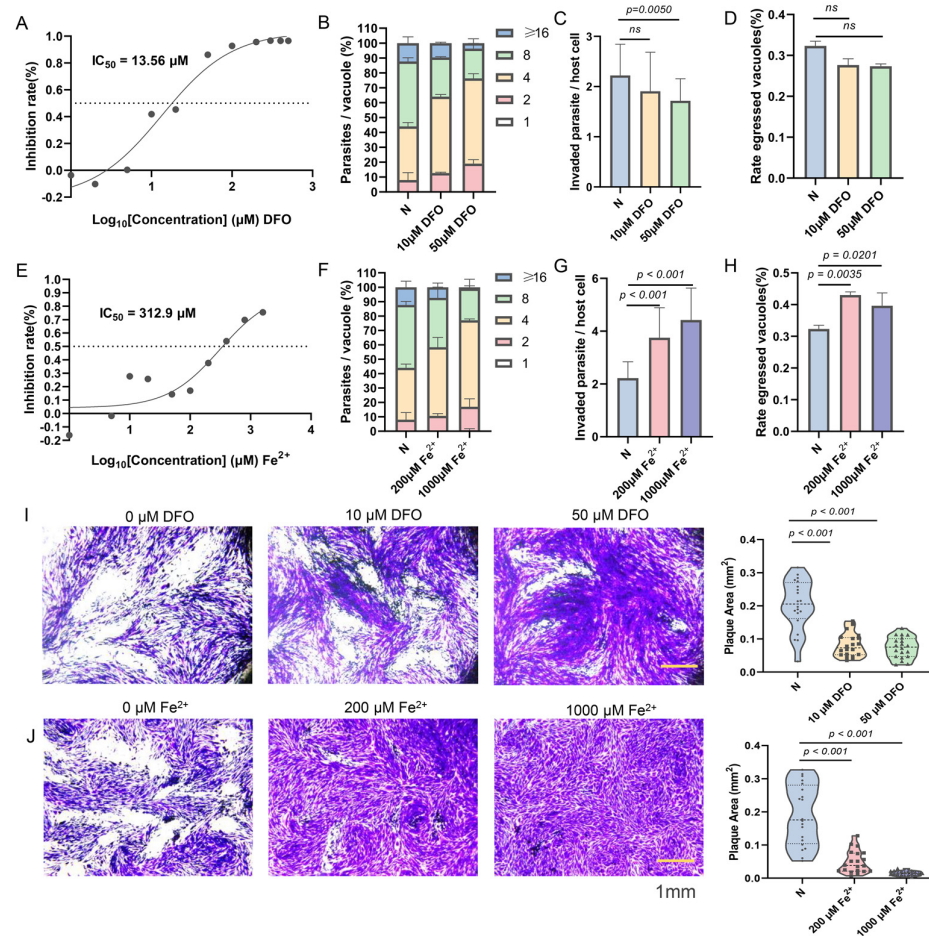 A
Inhibition rate(%)
1.0
0.8
0.6
0.4
0.2
-0.0
-0.2
IC50 = 13.56 µM
1
2
3
Log10[Concentration] (µM) DFO
B
Parasites / vacuole (%)
100
90
80
70
60
50
40
30
20
10
0
N
10µM DFO
50µM DFO
⩾16
8
4
2
1
C
Invaded parasite / host cell
3
2
1
0
p=0.0050
ns
N
10µM DFO
50µM DFO
D
Rate egressed vacuoles(%)
0.4
0.3
0.2
0.1
0.0
ns
ns
N
10µM DFO
50µM DFO
E
Inhibition rate(%)
1.0
0.9
0.8
0.7
0.6
0.5
0.4
0.3
0.2
0.1
0.0
-0.1
-0.2
IC50 = 312.9 µM
1
2
3
4
Log10[Concentration] (µM) Fe2+
F
Parasites / vacuole (%)
100
90
80
70
60
50
40
30
20
10
0
N
200µM Fe2+
1000µM Fe2+
⩾16
8
4
2
1
G
Invaded parasite / host cell
6
4
2
0
p < 0.001
p < 0.001
N
200µM Fe2+
1000µM Fe2+
H
Rate egressed vacuoles(%)
0.5
0.4
0.3
0.2
0.1
0.0
p = 0.0201
p = 0.0035
N
200µM Fe2+
1000µM Fe2+
I
0 µM DFO
10 µM DFO
50 µM DFO
Plaque Area (mm2)
0.4
0.3
0.2
0.1
0.0
p < 0.001
p < 0.001
N
10 µM DFO
50 µM DFO
J
0 µM Fe2+
200 µM Fe2+
1000 µM Fe2+
1mm
Plaque Area (mm2)
0.4
0.3
0.2
0.1
0.0
p < 0.001
p < 0.001
N
200 µM Fe2+
1000 µM Fe2+